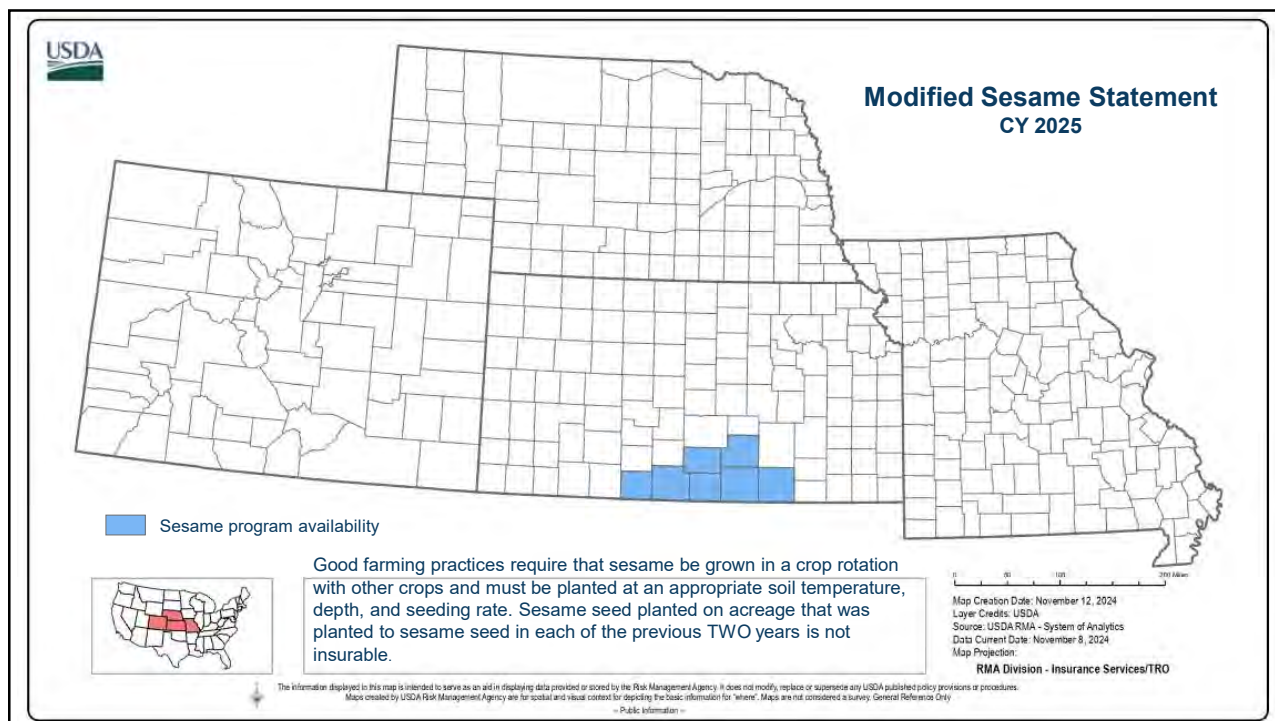 USDA
Modified Sesame Statement
CY 2025
Sesame program availability
Good farming practices require that sesame be grown in a crop rotation
with other crops and must be planted at an appropriate soil temperature,
depth, and seeding rate. Sesame seed planted on acreage that was
planted to sesame seed in each of the previous TWO years is not
insurable.
0 50 100 200 Miles
Map Creation Date: November 12, 2024
Layer Credits: USDA
Source: USDA RMA - System of Analytics
Data Current Date: November 8, 2024
Map Projection:
RMA Division - Insurance Services/TRO
The information displayed in this map is intended to serve as an aid in displaying data provided or stored by the Risk Management Agency. It does not modify, replace or supersede any USDA published policy provisions or procedures.
Maps created by USDA Risk Management Agency are for spatial and visual context for depicting the basic information for "where". Maps are not considered a survey. General Reference Only
-- Public Information --